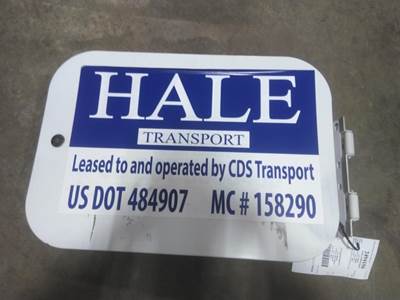 HALE
TRANSPORT
Leased to and operated by CDS Transport
US DOT 484907 MC # 158290